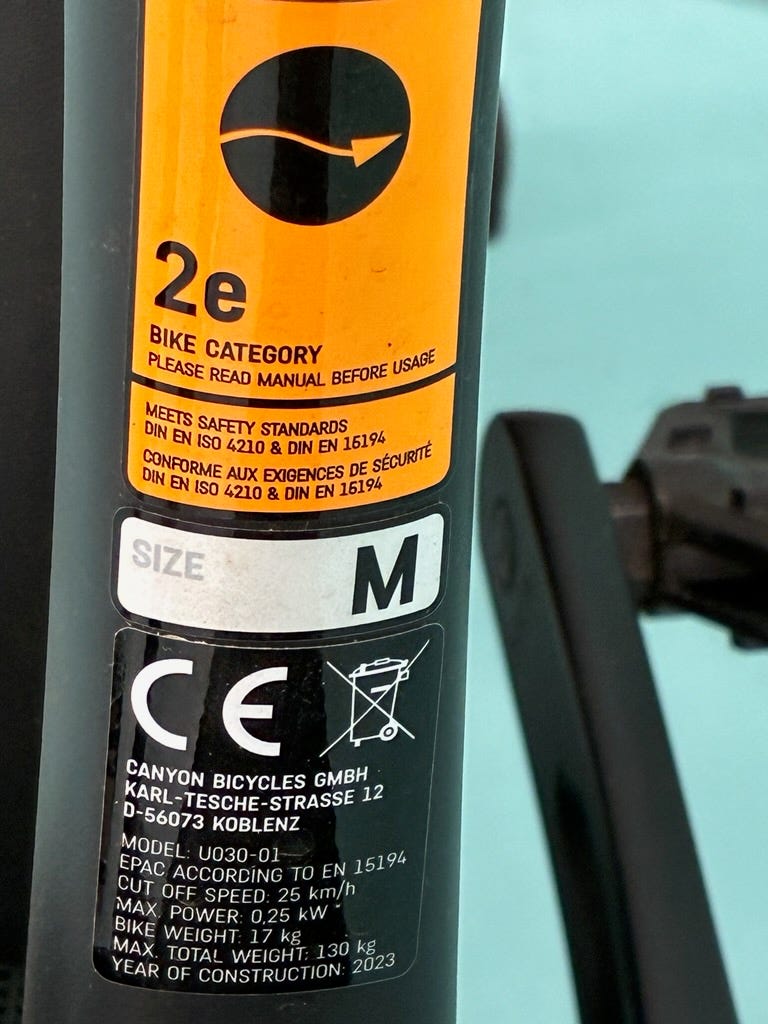 2e
BIKE CATEGORY
PLEASE READ MANUAL BEFORE USAGE
MEETS SAFETY STANDARDS
DIN EN ISO 4210 & DIN EN 15194
CONFORME AUX EXIGENCES DE SÉCURITÉ
DIN EN ISO 4210 & DIN EN 15194
SIZE M
CE
CANYON BICYCLES GMBH
KARL-TESCHE-STRASSE 12
D-56073 KOBLENZ
MODEL: U030-01
EPAC ACCORDING TO EN 15194
CUT OFF SPEED: 25 km/h
MAX. POWER: 0,25 kW
BIKE WEIGHT: 17 kg
MAX. TOTAL WEIGHT: 130 kg
YEAR OF CONSTRUCTION: 2023